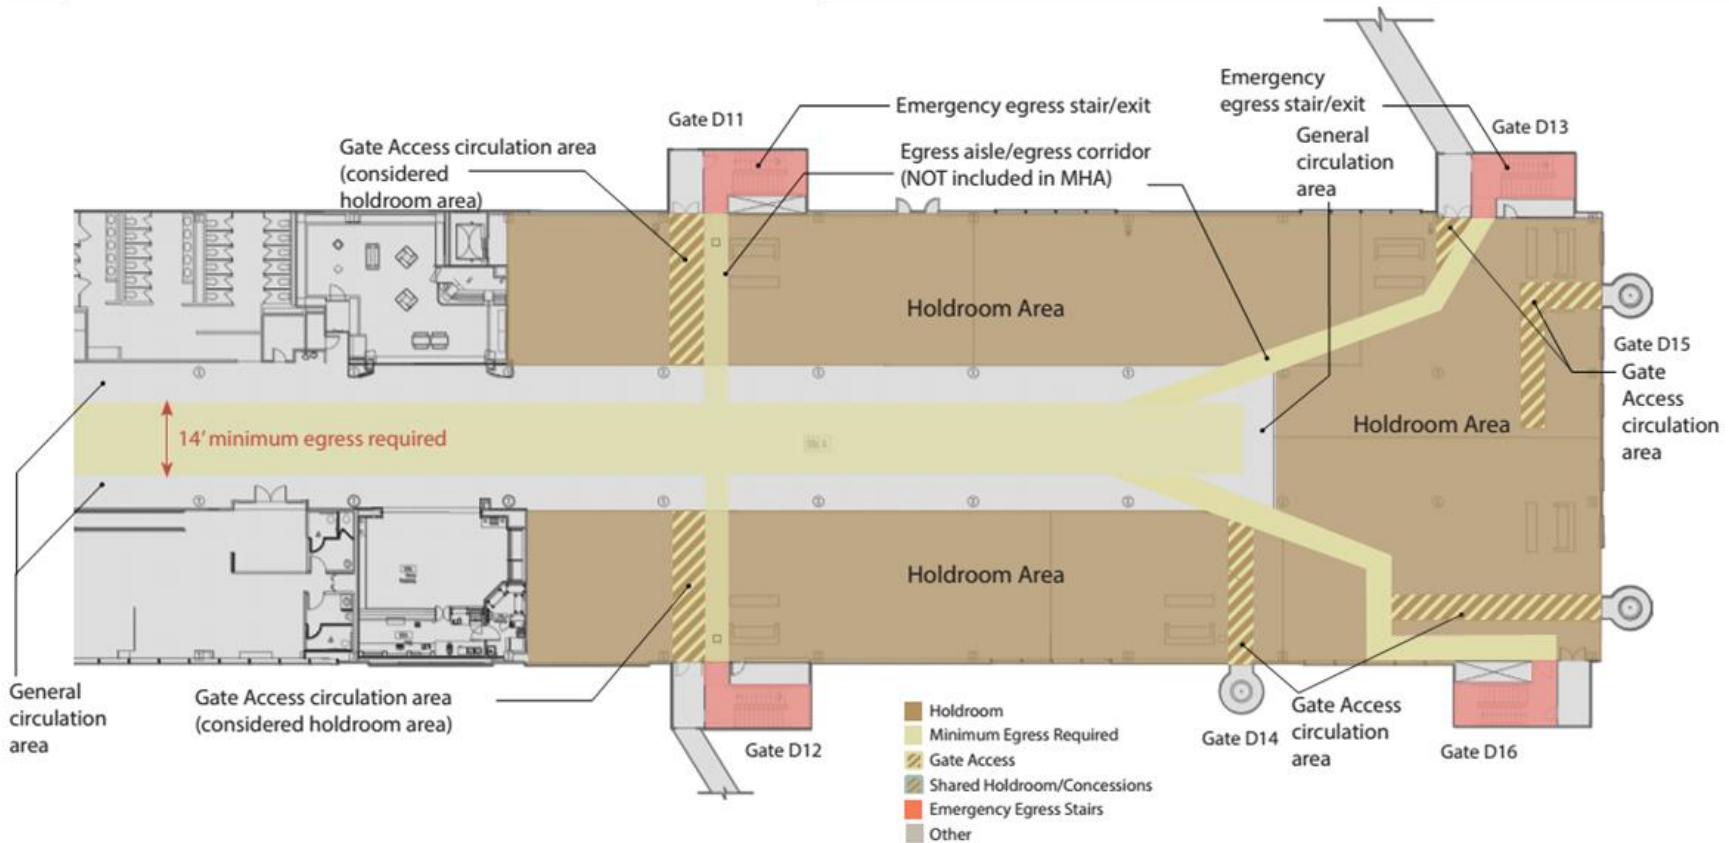 Gate D11
Emergency egress stair/exit
Emergency
egress stair/exit
Gate D13
General
circulation
area
Gate Access circulation area
(considered
holdroom area)
Egress aisle/egress corridor
(NOT included in MHA)
Holdroom Area
Gate D15
Gate
Access
circulation
area
Holdroom Area
14' minimum egress required
Holdroom Area
General
circulation
area
Gate Access circulation area
(considered holdroom area)
Gate D12
Gate D14
Gate Access
circulation
area
Gate D16
Holdroom
Minimum Egress Required
Gate Access
Shared Holdroom/Concessions
Emergency Egress Stairs
Other